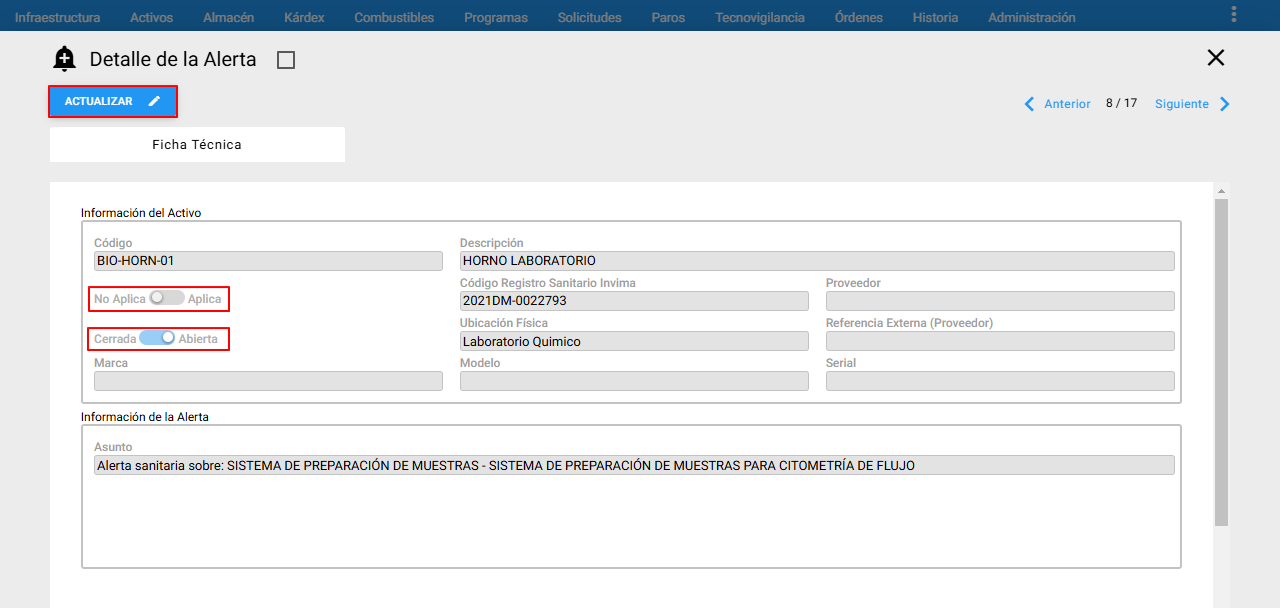 Infraestructura Activos Almacén Kárdex Combustibles Programas Solicitudes Paros Tecnovigilancia Órdenes Historia Administración
Detalle de la Alerta
ACTUALIZAR
Anterior 8 / 17 Siguiente
Ficha Técnica
Información del Activo
Código Descripción
BIO-HORN-01 HORNO LABORATORIO
Código Registro Sanitario Invima Proveedor
No Aplica Aplica 2021DM-0022793
Ubicación Física Referencia Externa (Proveedor)
Cerrada Abierta Laboratorio Quimico
Marca Modelo Serial
Información de la Alerta
Asunto
Alerta sanitaria sobre: SISTEMA DE PREPARACIÓN DE MUESTRAS - SISTEMA DE PREPARACIÓN DE MUESTRAS PARA CITOMETRÍA DE FLUJO